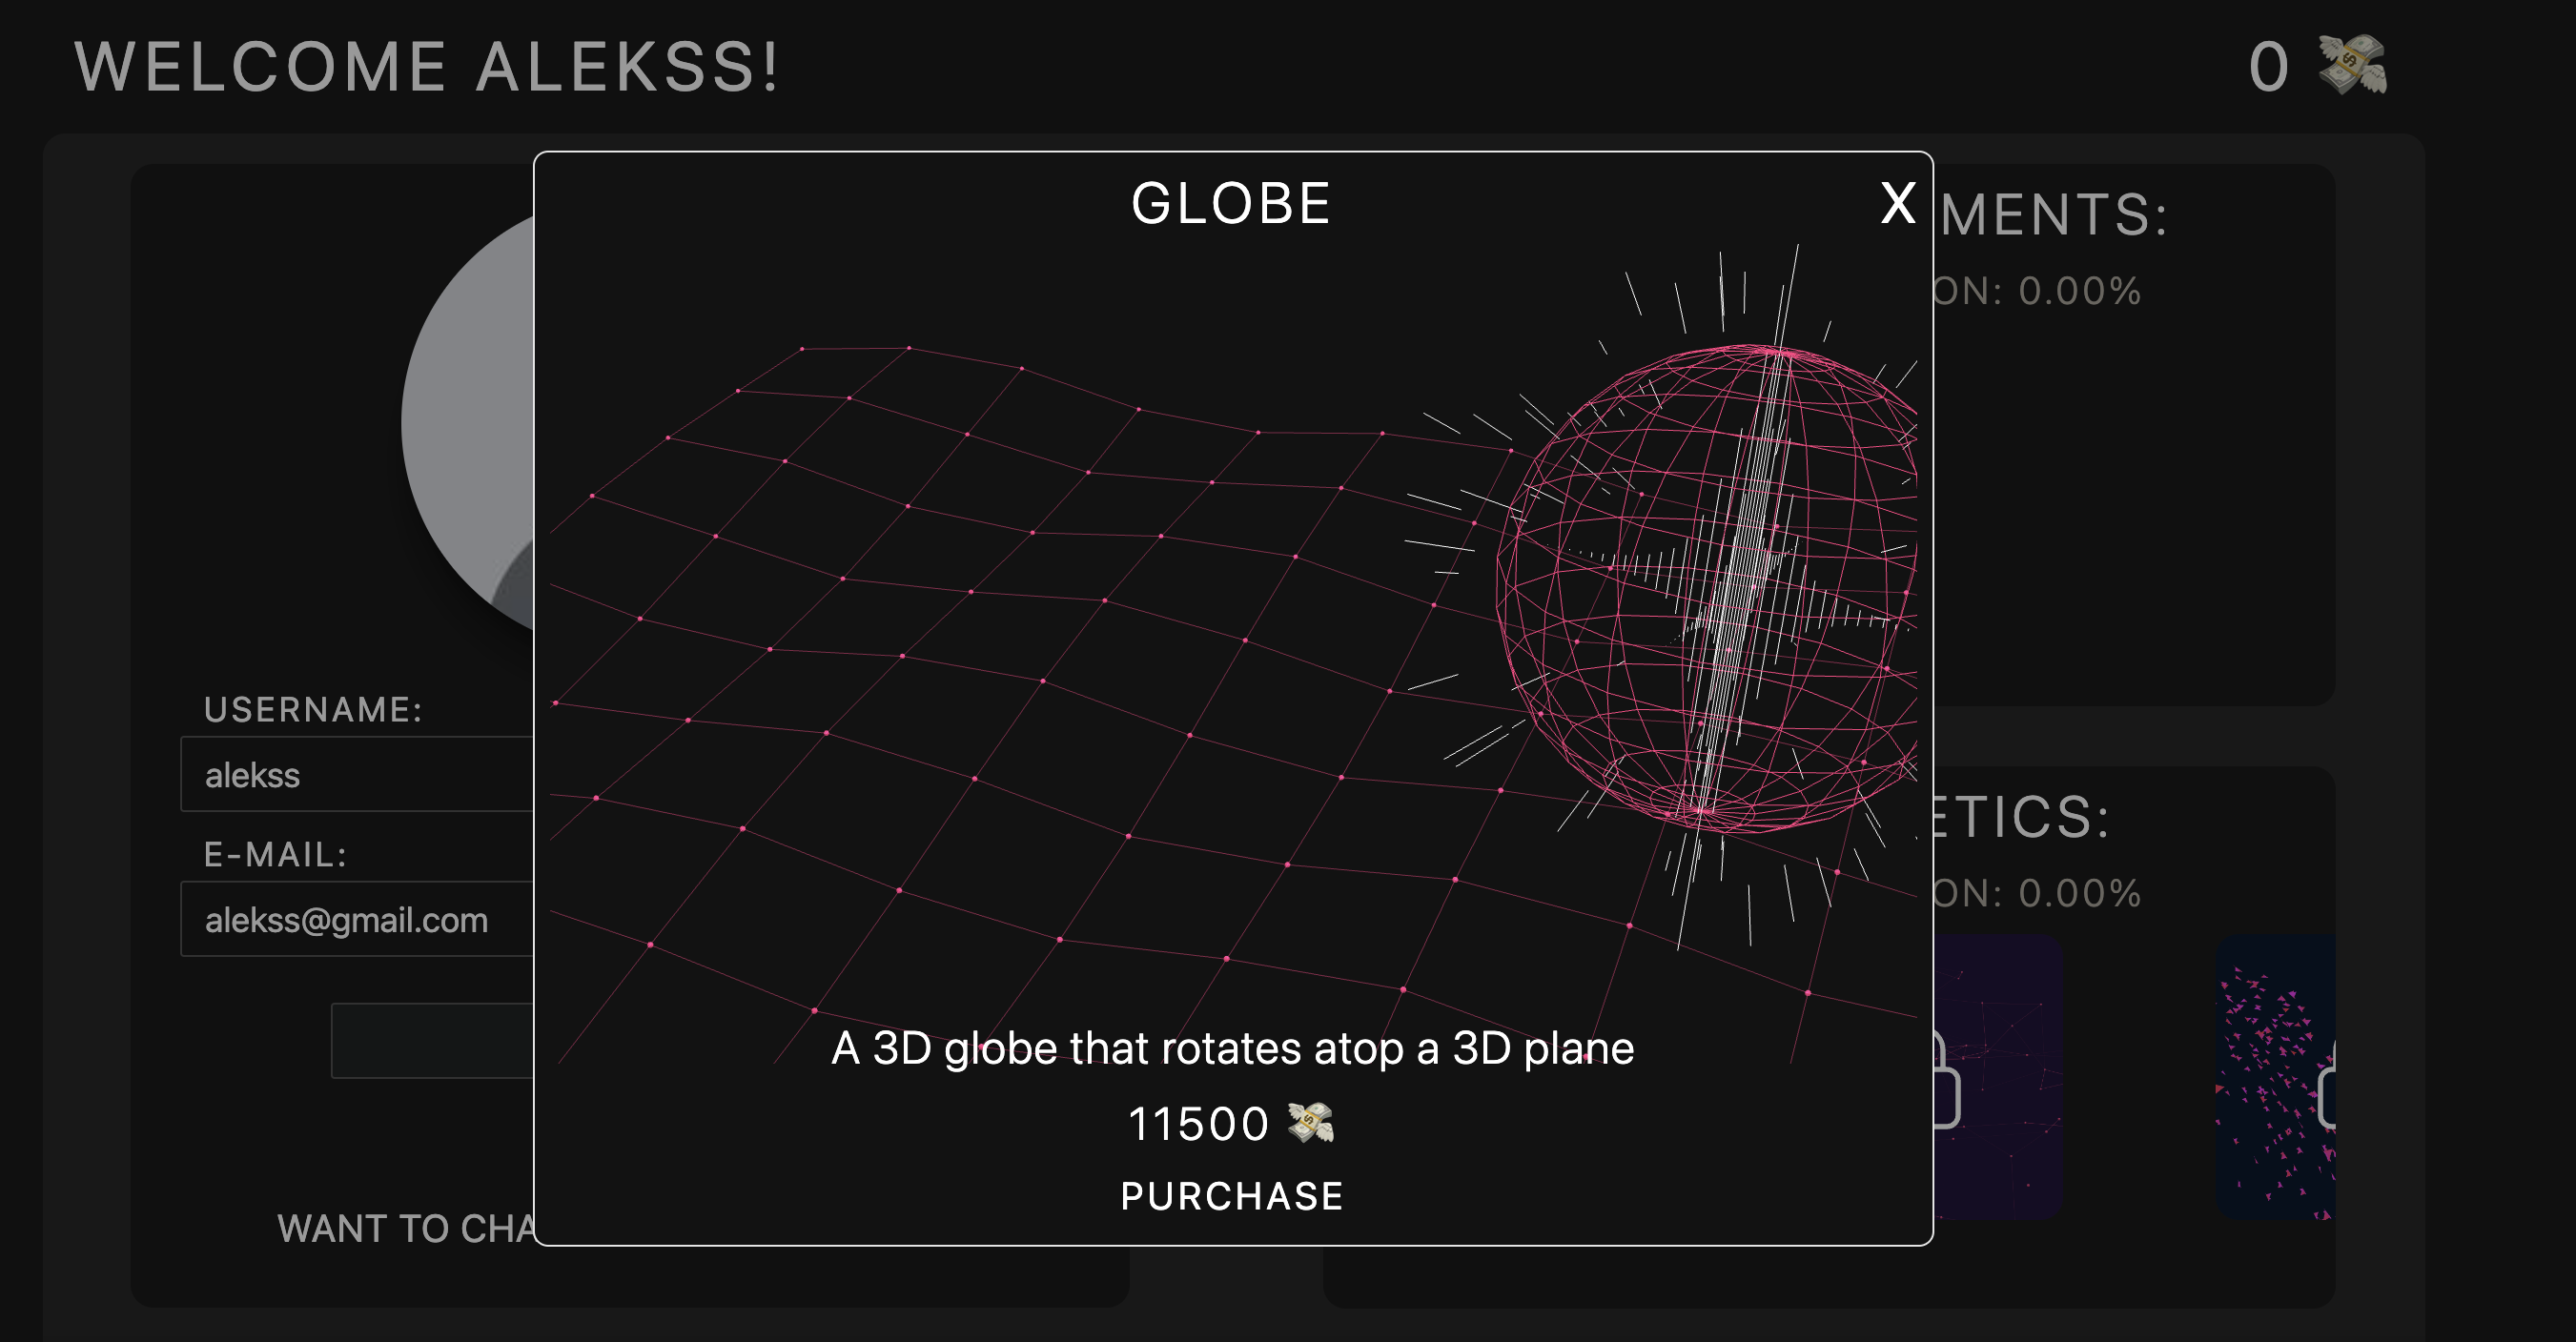 WELCOME ALEKSS!
0
GLOBE
X
MENTS:
ON: 0.00%
USERNAME:
alekss
E-MAIL:
alekss@gmail.com
ETICS:
ON: 0.00%
A 3D globe that rotates atop a 3D plane
11500
PURCHASE
WANT TO CHA